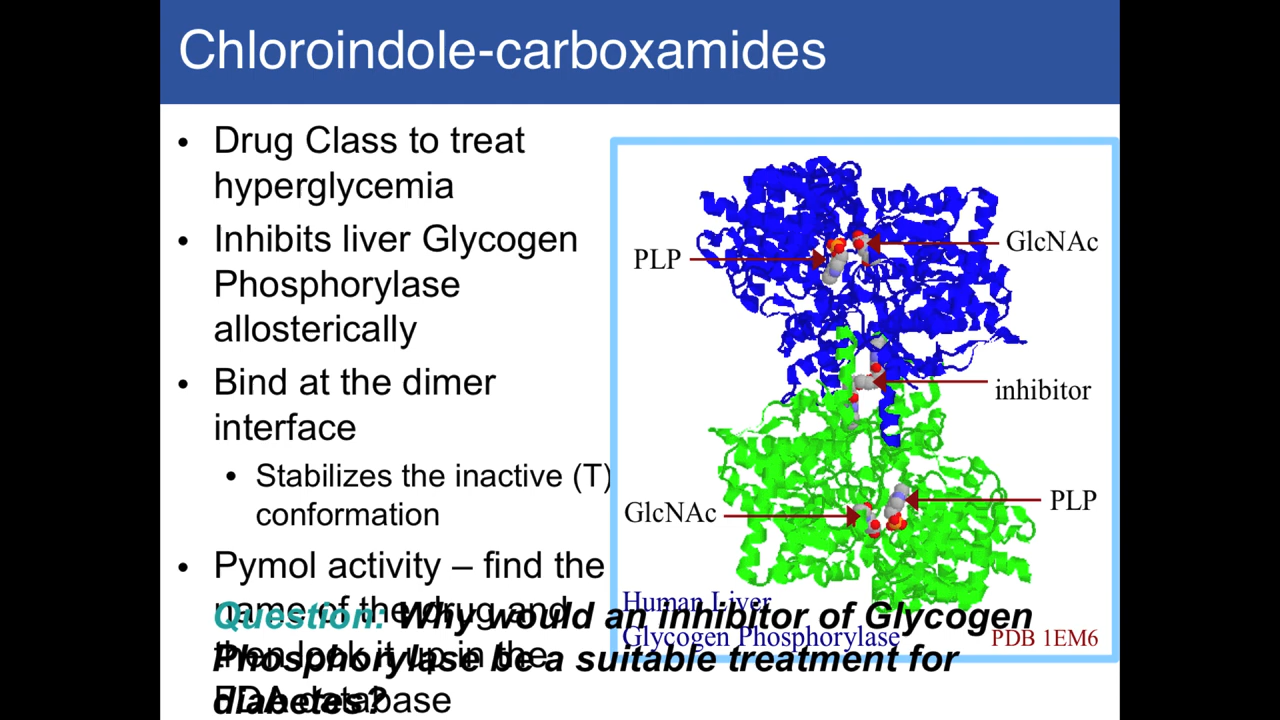 Chloroindole-carboxamides
• Drug Class to treat
hyperglycemia
• Inhibits liver Glycogen
Phosphorylase
allosterically
• Bind at the dimer
interface
• Stabilizes the inactive (T)
conformation
• Pymol activity – find the
name of the drug and
then look it up in the
FDA database
Question: Why would an inhibitor of Glycogen
Phosphorylase be a suitable treatment for
diabetes?
PLP
GlcNAc
inhibitor
GlcNAc
PLP
Human Liver
Glycogen Phosphorylase
PDB 1EM6